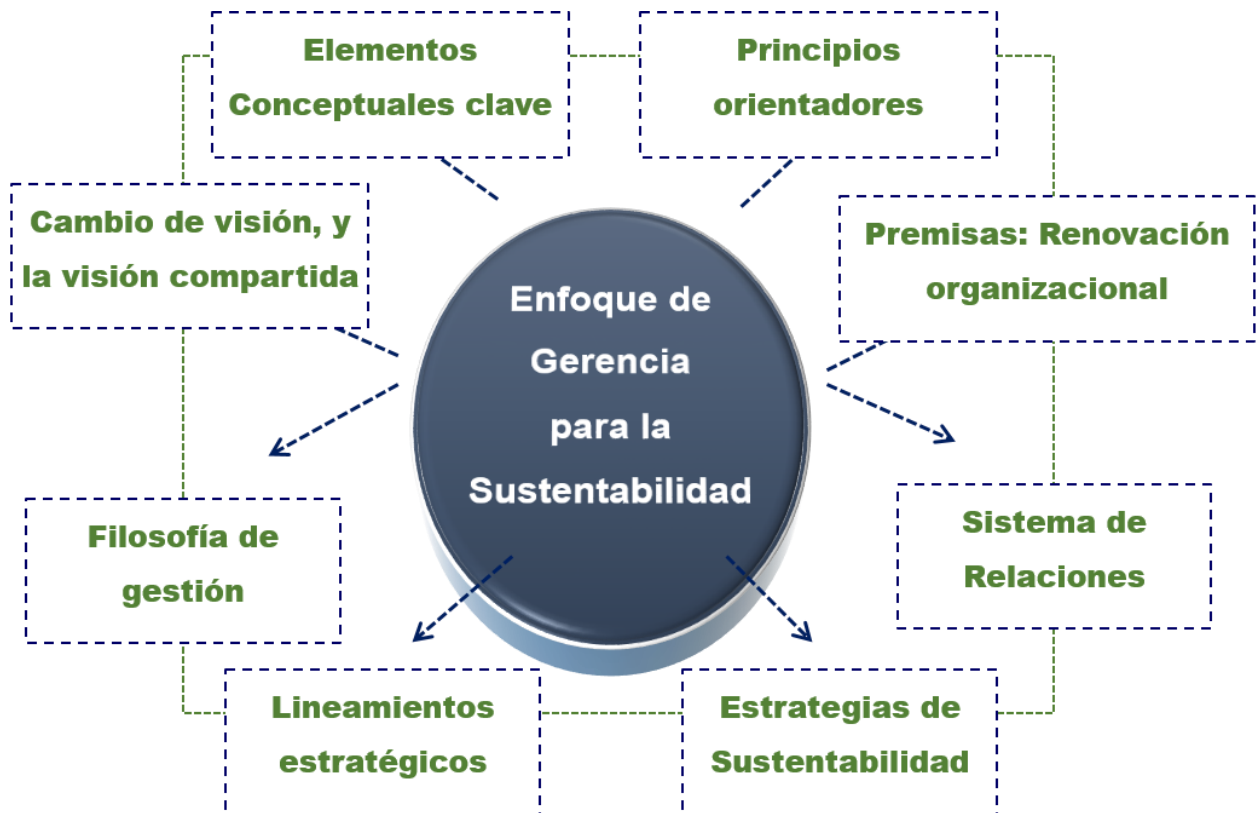 Elementos
Conceptuales clave
Principios
orientadores
Cambio de visión, y
la visión compartida
Premisas: Renovación
organizacional
Enfoque de
Gerencia
para la
Sustentabilidad
Filosofía de
gestión
Sistema de
Relaciones
Lineamientos
estratégicos
Estrategias de
Sustentabilidad